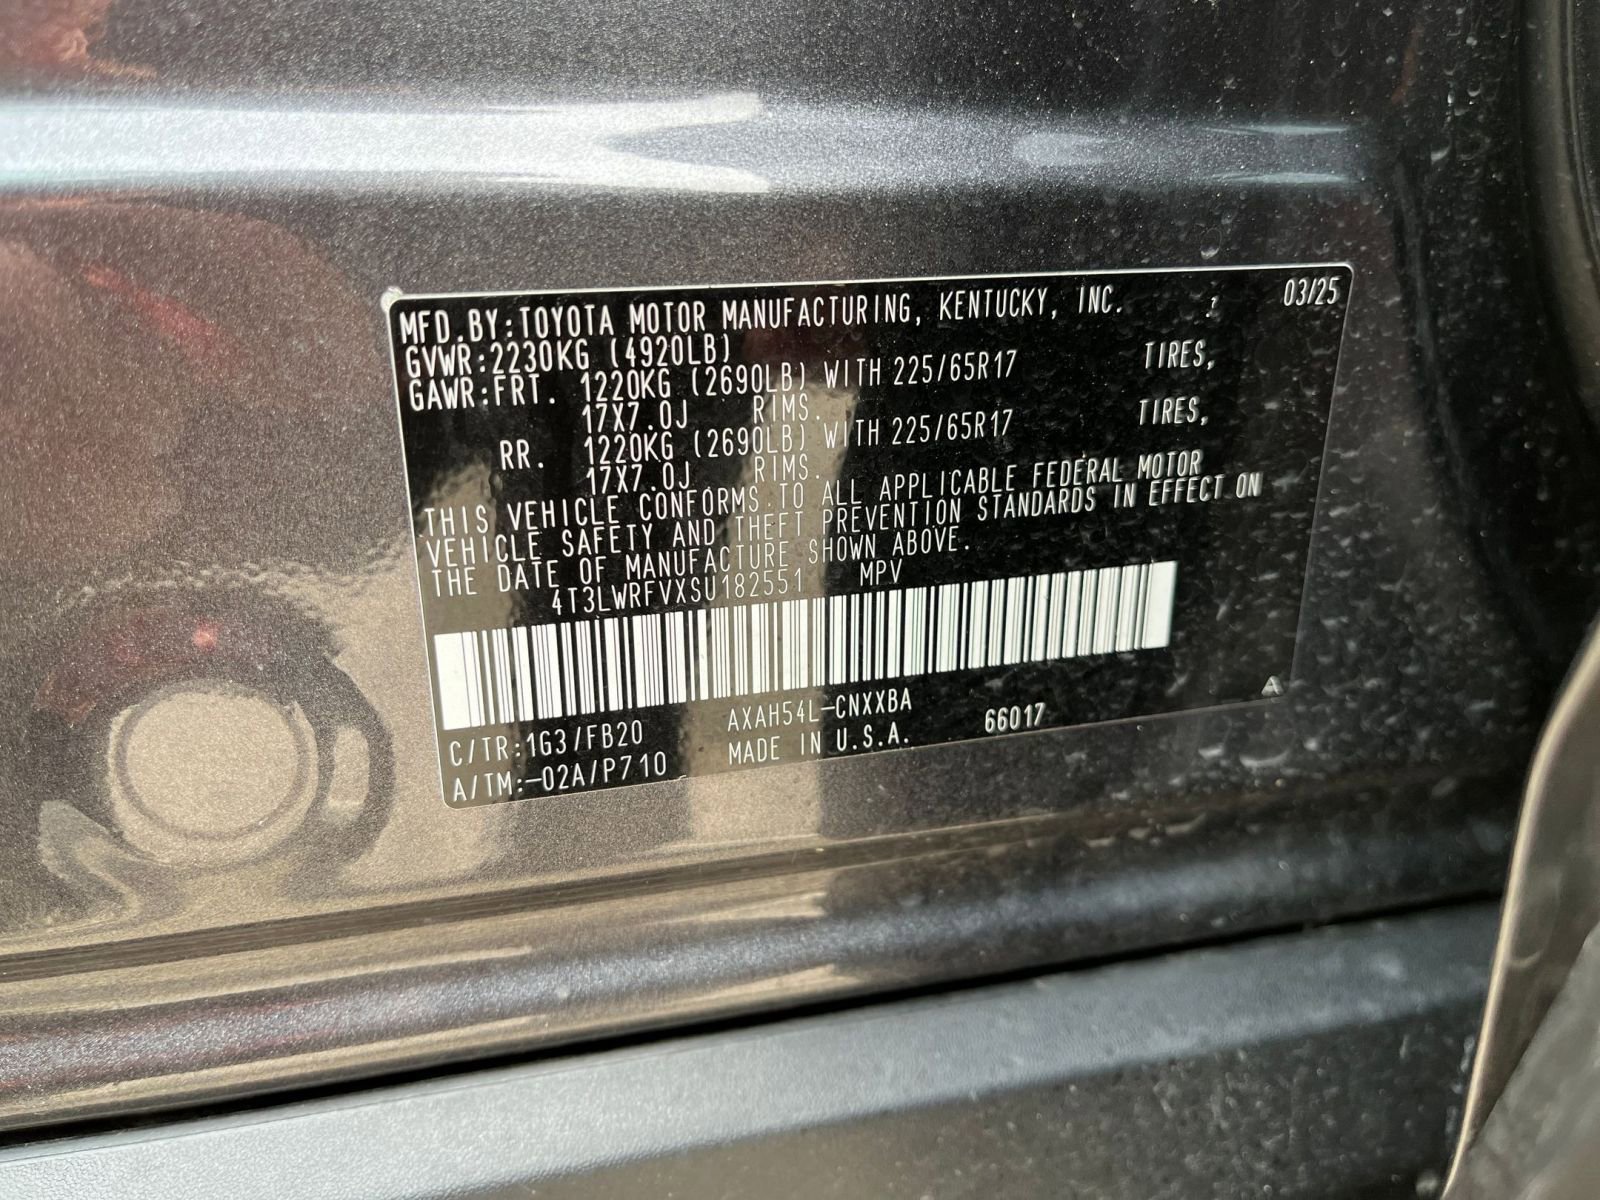 MFD.BY:TOYOTA MOTOR MANUFACTURING, KENTUCKY, INC. 03/25
GVWR:2230KG (4920LB)
GAWR:FRT. 1220KG (2690LB) WITH 225/65R17 TIRES,
17X7.0J RIMS.
RR. 1220KG (2690LB) WITH 225/65R17 TIRES,
17X7.0J RIMS.
THIS VEHICLE CONFORMS TO ALL APPLICABLE FEDERAL MOTOR
VEHICLE SAFETY AND THEFT PREVENTION STANDARDS IN EFFECT ON
THE DATE OF MANUFACTURE SHOWN ABOVE.
4T3LWRFVXSU182551 MPV
C/TR:1G3/FB20 AXAH54L-CNXXBA 66017 A
A/TM:-02A/P710 MADE IN U.S.A.